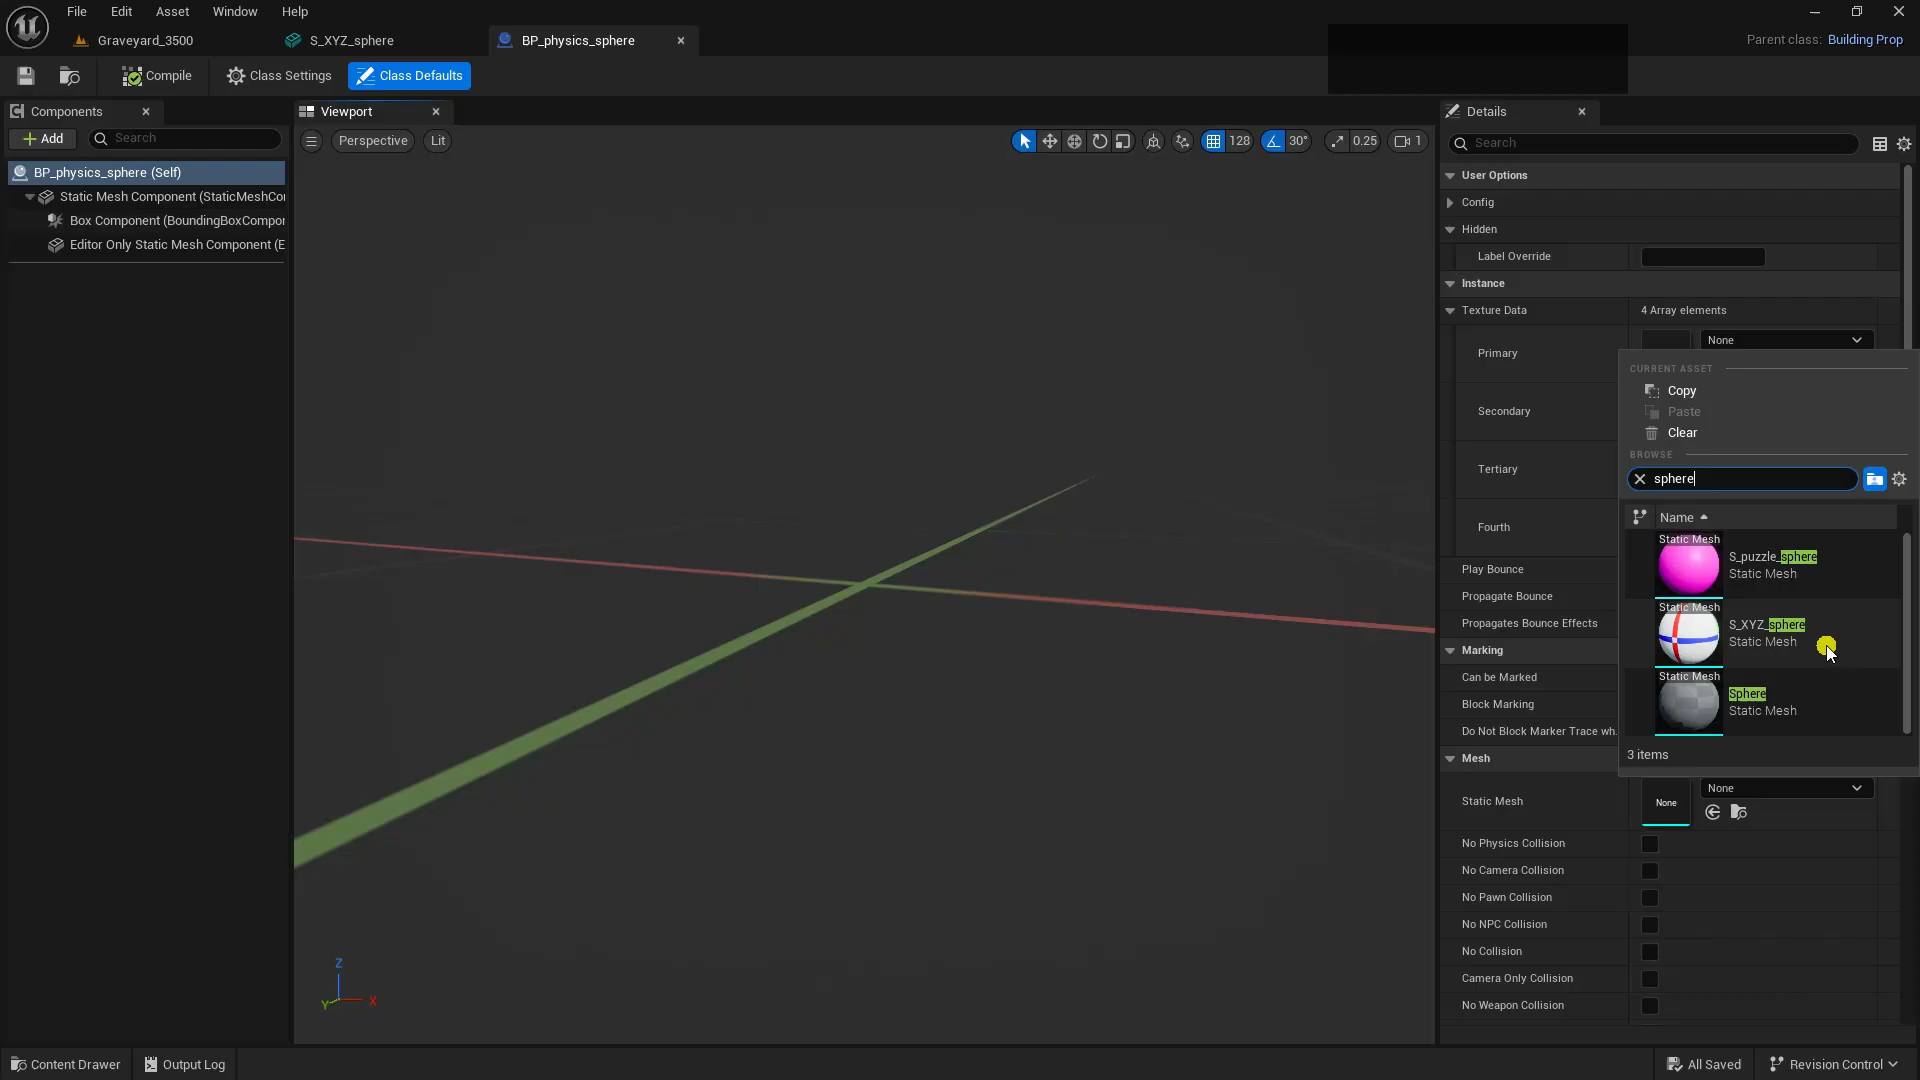 File Edit Asset Window Help
Graveyard_3500 S_XYZ_sphere BP_physics_sphere
Parent class: Building Prop
Compile Class Settings Class Defaults
Components
Add Search
BP_physics_sphere (Self)
Static Mesh Component (StaticMeshCo
Box Component (BoundingBoxCompor
Editor Only Static Mesh Component (E
Viewport
Perspective Lit
128 30° 0.25 1
Z
Y X
Details
Search
User Options
Config
Hidden
Label Override
Instance
Texture Data 4 Array elements
Primary None
Secondary
Tertiary
Fourth
Play Bounce
Propagate Bounce
Propagates Bounce Effects
Marking
Can be Marked
Block Marking
Do Not Block Marker Trace wh.
Mesh
Static Mesh None None
No Physics Collision
No Camera Collision
No Pawn Collision
No NPC Collision
No Collision
Camera Only Collision
No Weapon Collision
CURRENT ASSET
Copy
Paste
Clear
BROWSE
sphere
Name
Static Mesh
S_puzzle_sphere
Static Mesh
Static Mesh
S_XYZ_sphere
Static Mesh
Static Mesh
Sphere
Static Mesh
3 items
Content Drawer Output Log All Saved Revision Control